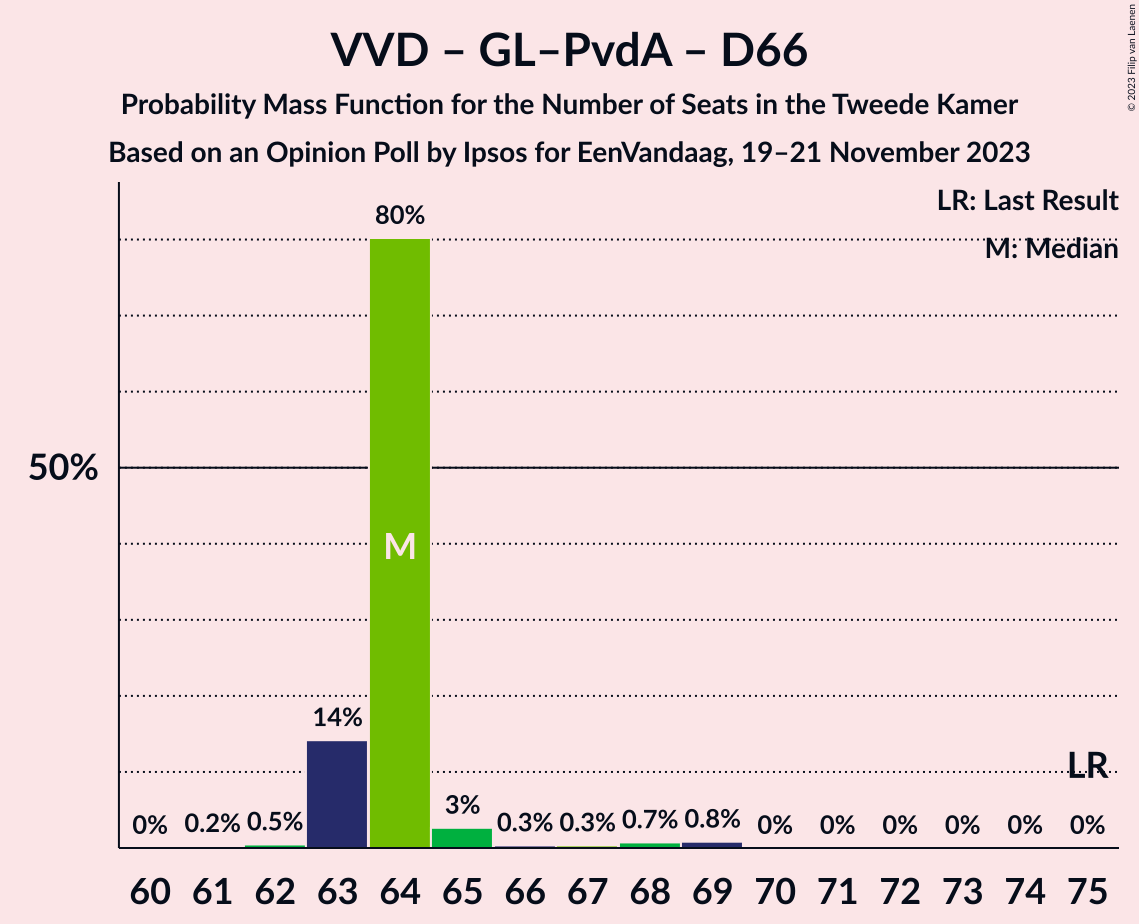 VVD – GL–PvdA – D66
Probability Mass Function for the Number of Seats in the Tweede Kamer
Based on an Opinion Poll by Ipsos for EenVandaag, 19–21 November 2023
© 2023 Filip van Laenen
LR: Last Result
M: Median
80%
50%
M
14%
LR
0% 0.2% 0.5% 3% 0.3% 0.3% 0.7% 0.8% 0% 0% 0% 0% 0% 0%
60 61 62 63 64 65 66 67 68 69 70 71 72 73 74 75